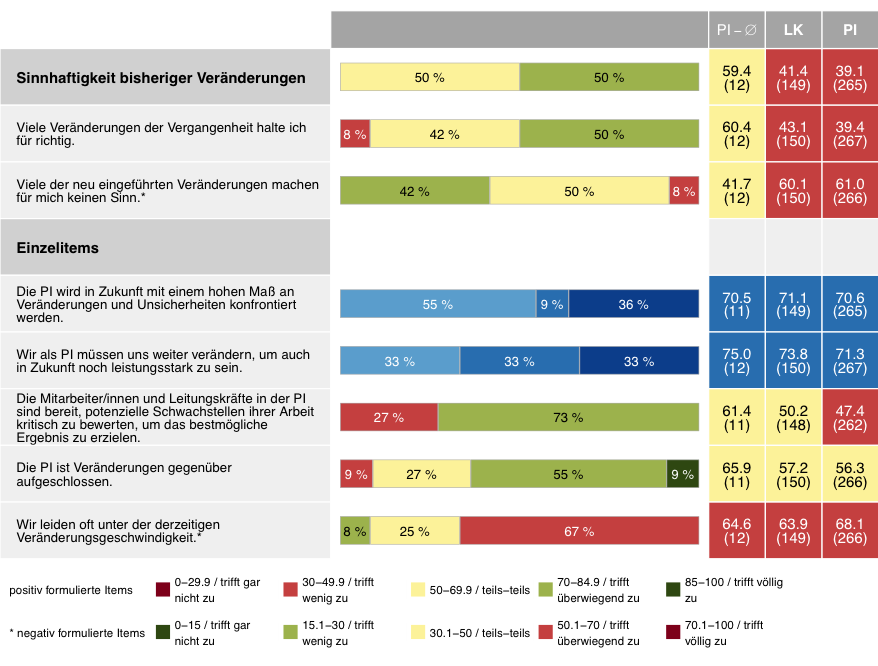 PI – ∅ LK PI
Sinnhaftigkeit bisheriger Veränderungen
50 % 50 %
59.4 41.4 39.1
(12) (149) (265)
Viele Veränderungen der Vergangenheit halte ich
für richtig.
8 % 42 % 50 %
60.4 43.1 39.4
(12) (150) (267)
Viele der neu eingeführten Veränderungen machen
für mich keinen Sinn.*
42 % 50 % 8 %
41.7 60.1 61.0
(12) (150) (266)
Einzelitems
Die PI wird in Zukunft mit einem hohen Maß an
Veränderungen und Unsicherheiten konfrontiert
werden.
55 % 9 % 36 %
70.5 71.1 70.6
(11) (149) (265)
Wir als PI müssen uns weiter verändern, um auch
in Zukunft noch leistungsstark zu sein.
33 % 33 % 33 %
75.0 73.8 71.3
(12) (150) (267)
Die Mitarbeiter/innen und Leitungskräfte in der PI
sind bereit, potenzielle Schwachstellen ihrer Arbeit
kritisch zu bewerten, um das bestmögliche
Ergebnis zu erzielen.
27 % 73 %
61.4 50.2 47.4
(11) (148) (262)
Die PI ist Veränderungen gegenüber
aufgeschlossen.
9 % 27 % 55 % 9 %
65.9 57.2 56.3
(11) (150) (266)
Wir leiden oft unter der derzeitigen
Veränderungsgeschwindigkeit.*
8 % 25 % 67 %
64.6 63.9 68.1
(12) (149) (266)
positiv formulierte Items
0–29.9 / trifft gar
nicht zu
30–49.9 / trifft
wenig zu
50–69.9 / teils–teils
70–84.9 / trifft
überwiegend zu
85–100 / trifft völlig
zu
* negativ formulierte Items
0–15 / trifft gar
nicht zu
15.1–30 / trifft
wenig zu
30.1–50 / teils–teils
50.1–70 / trifft
überwiegend zu
70.1–100 / trifft
völlig zu